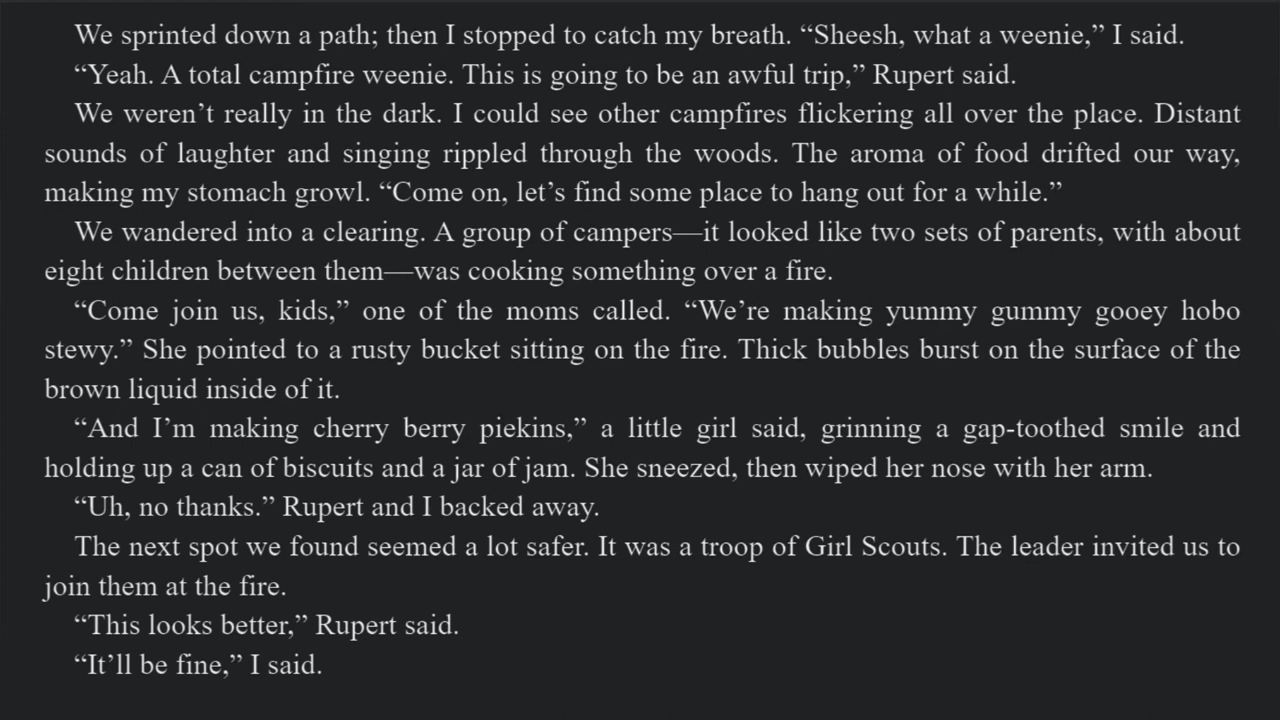 We sprinted down a path; then I stopped to catch my breath. “Sheesh, what a weenie,” I said.
“Yeah. A total campfire weenie. This is going to be an awful trip,” Rupert said.
We weren’t really in the dark. I could see other campfires flickering all over the place. Distant
sounds of laughter and singing rippled through the woods. The aroma of food drifted our way,
making my stomach growl. “Come on, let’s find some place to hang out for a while.”
We wandered into a clearing. A group of campers—it looked like two sets of parents, with about
eight children between them—was cooking something over a fire.
“Come join us, kids,” one of the moms called. “We’re making yummy gummy gooey hobo
stewy.” She pointed to a rusty bucket sitting on the fire. Thick bubbles burst on the surface of the
brown liquid inside of it.
“And I’m making cherry berry piekins,” a little girl said, grinning a gap-toothed smile and
holding up a can of biscuits and a jar of jam. She sneezed, then wiped her nose with her arm.
“Uh, no thanks.” Rupert and I backed away.
The next spot we found seemed a lot safer. It was a troop of Girl Scouts. The leader invited us to
join them at the fire.
“This looks better,” Rupert said.
“It’ll be fine,” I said.